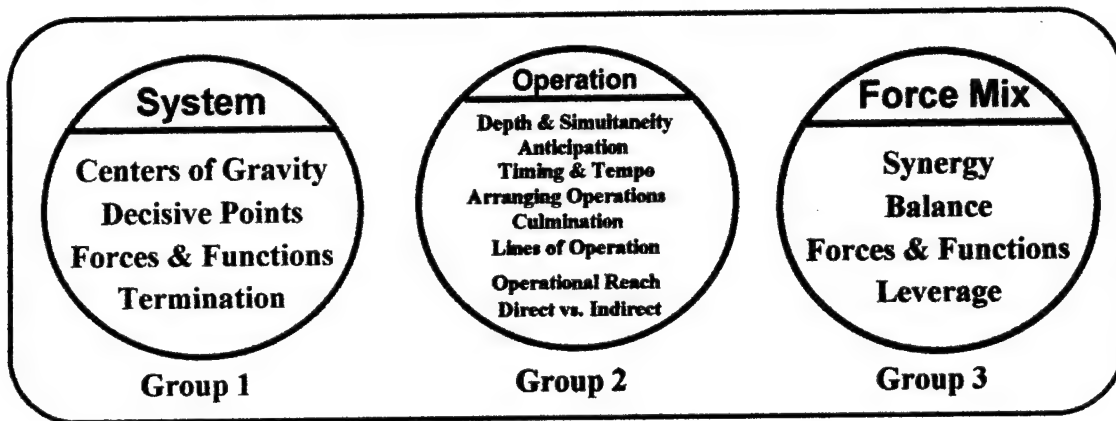 System
Centers of Gravity
Decisive Points
Forces & Functions
Termination
Group 1
Operation
Depth & Simultaneity
Anticipation
Timing & Tempo
Arranging Operations
Culmination
Lines of Operation
Operational Reach
Direct vs. Indirect
Group 2
Force Mix
Synergy
Balance
Forces & Functions
Leverage
Group 3